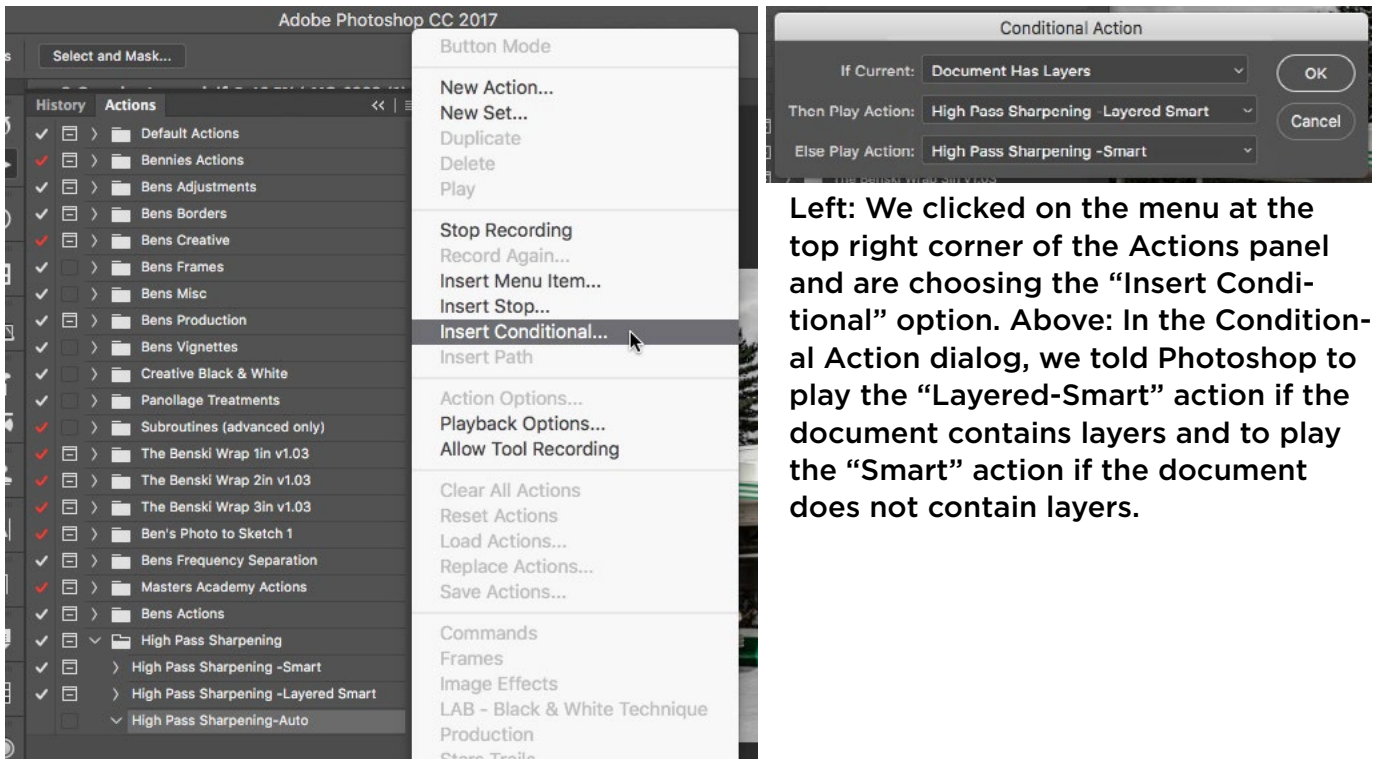 Adobe Photoshop CC 2017
Select and Mask...
History Actions
Default Actions
Bennies Actions
Bens Adjustments
Bens Borders
Bens Creative
Bens Frames
Bens Misc
Bens Production
Bens Vignettes
Creative Black & White
Panollage Treatments
Subroutines (advanced only)
The Benski Wrap 1in v1.03
The Benski Wrap 2in v1.03
The Benski Wrap 3in v1.03
Ben's Photo to Sketch 1
Bens Frequency Separation
Masters Academy Actions
Bens Actions
High Pass Sharpening
High Pass Sharpening -Smart
High Pass Sharpening -Layered Smart
High Pass Sharpening-Auto
Button Mode
New Action...
New Set...
Duplicate
Delete
Play
Stop Recording
Record Again...
Insert Menu Item...
Insert Stop...
Insert Conditional...
Insert Path
Action Options...
Playback Options...
Allow Tool Recording
Clear All Actions
Reset Actions
Load Actions...
Replace Actions...
Save Actions...
Commands
Frames
Image Effects
LAB - Black & White Technique
Production
Conditional Action
If Current: Document Has Layers
OK
Then Play Action: High Pass Sharpening -Layered Smart
Cancel
Else Play Action: High Pass Sharpening -Smart
The Benski Wrap 3in v1.03
Left: We clicked on the menu at the
top right corner of the Actions panel
and are choosing the “Insert Condi-
tional” option. Above: In the Condition-
al Action dialog, we told Photoshop to
play the “Layered-Smart” action if the
document contains layers and to play
the “Smart” action if the document
does not contain layers.